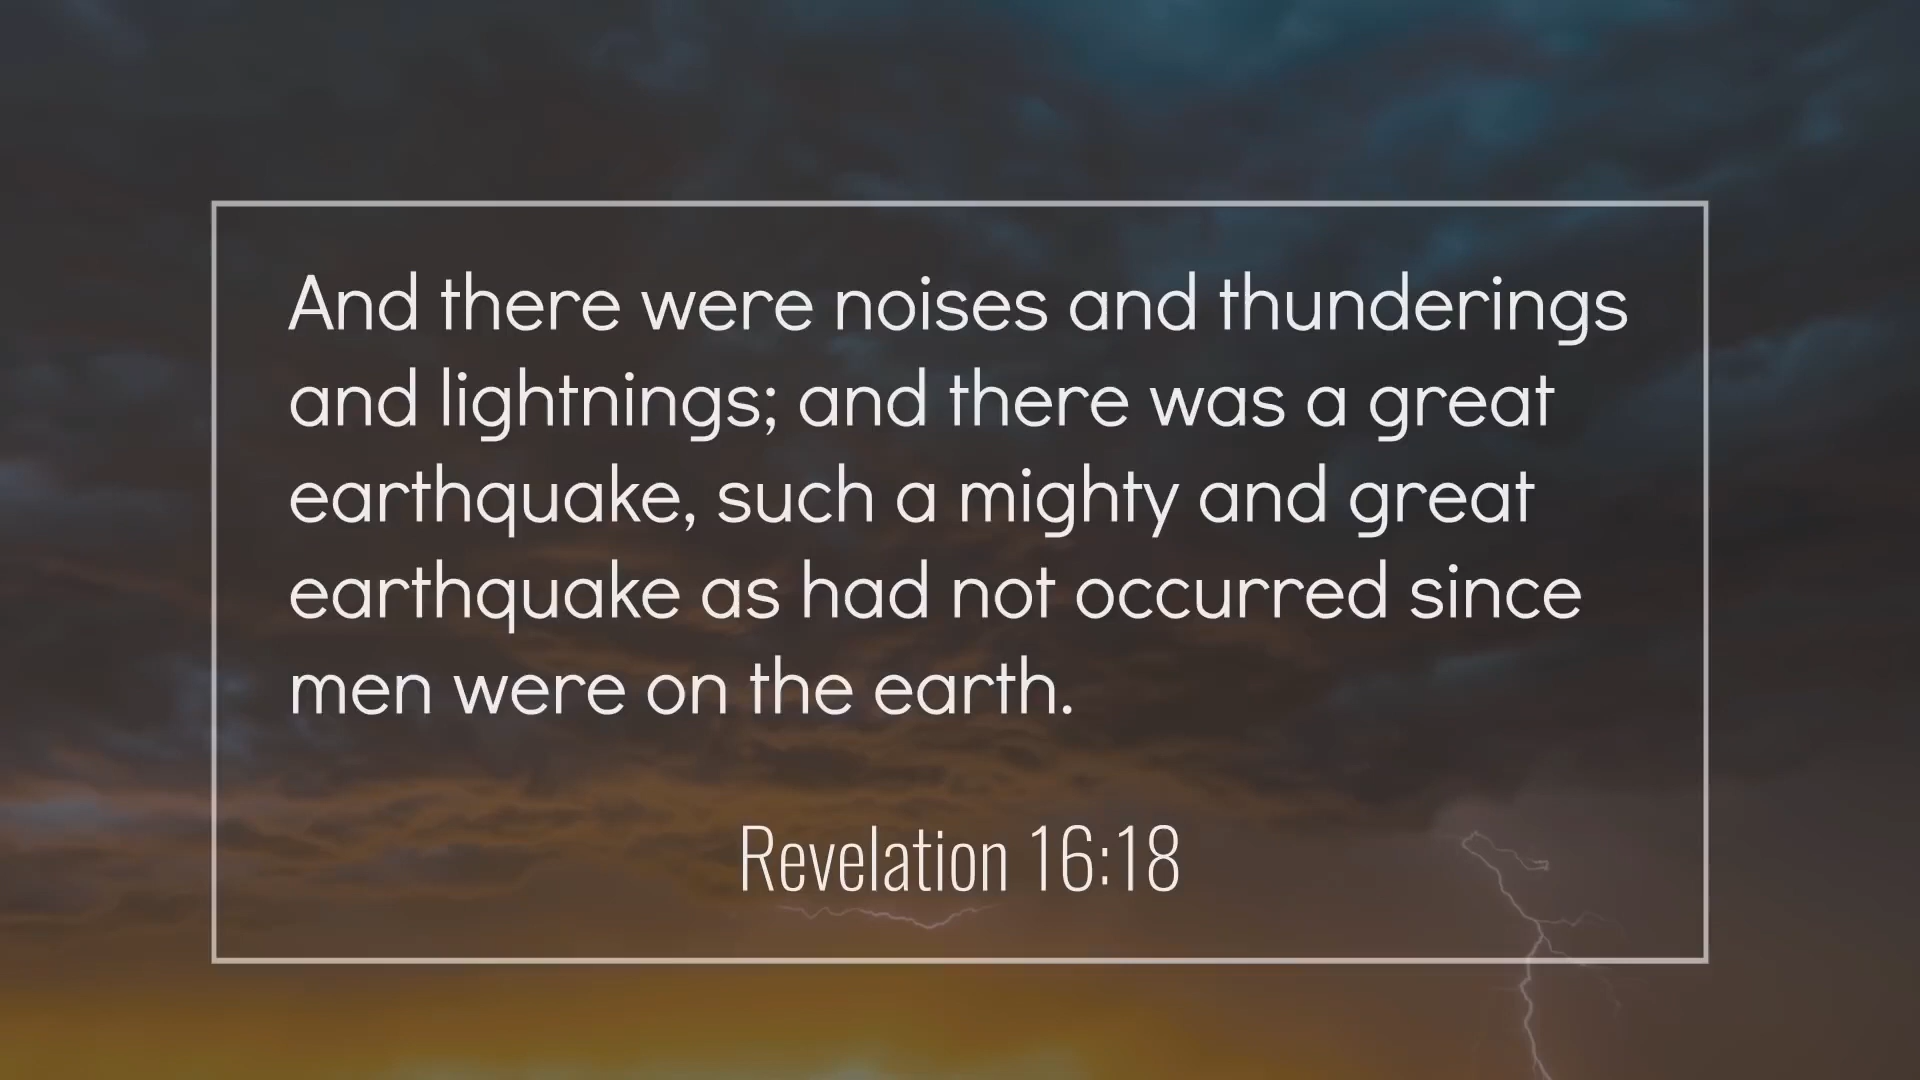 And there were noises and thunderings
and lightnings; and there was a great
earthquake, such a mighty and great
earthquake as had not occurred since
men were on the earth.
Revelation 16:18